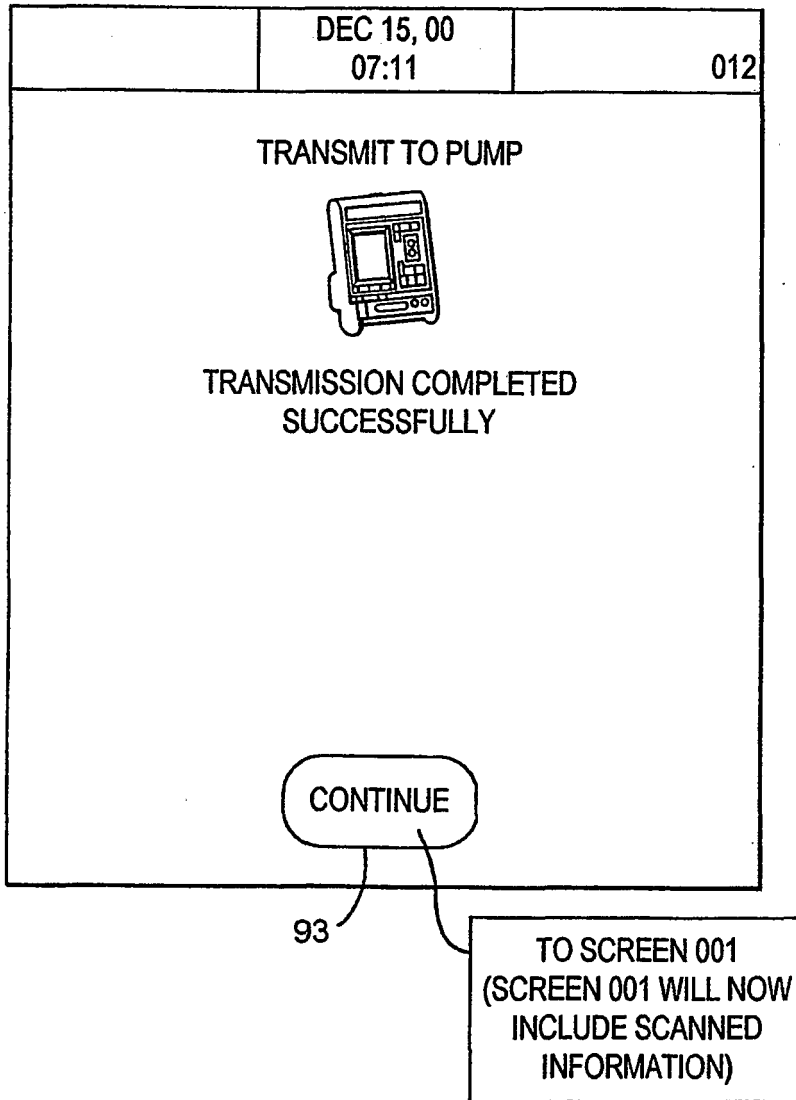 DEC 15, 00
07:11
012
TRANSMIT TO PUMP
TRANSMISSION COMPLETED
SUCCESSFULLY
CONTINUE
93
TO SCREEN 001
(SCREEN 001 WILL NOW
INCLUDE SCANNED
INFORMATION)